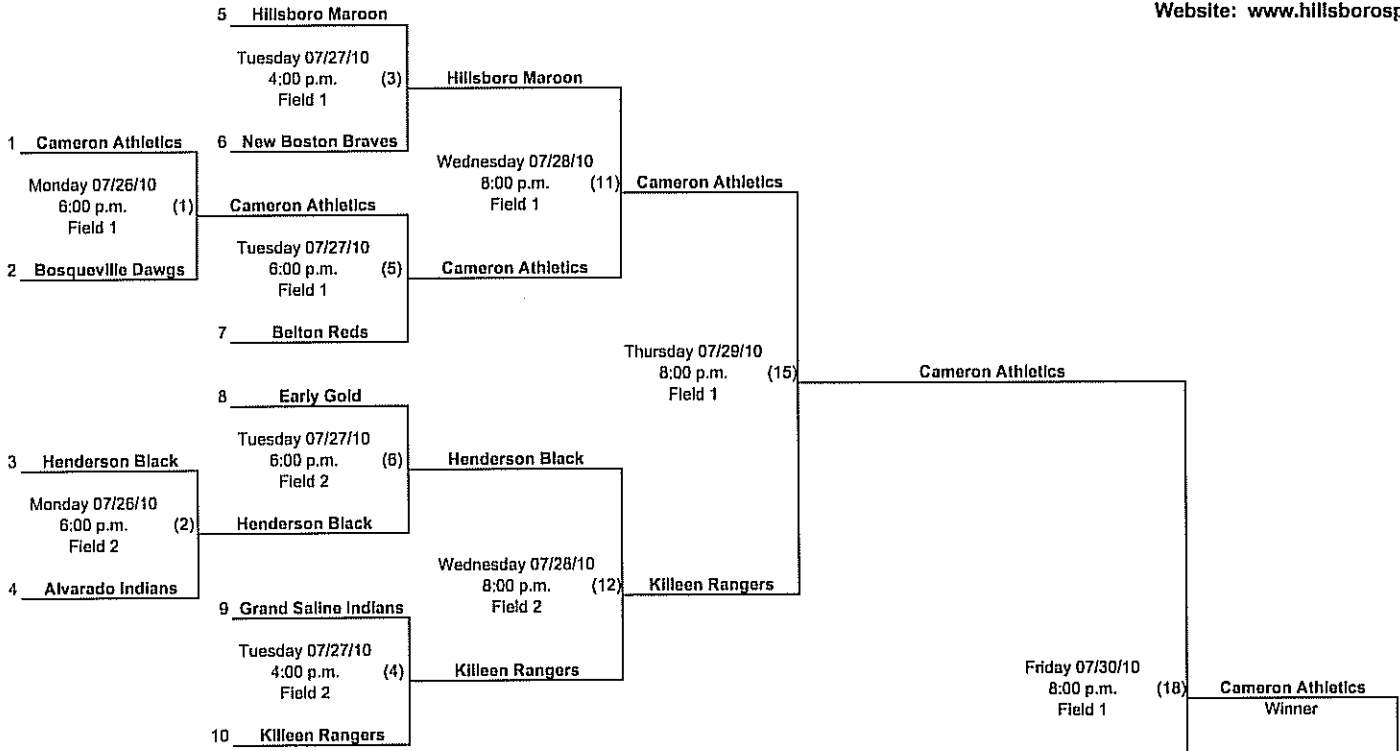 Website: www.hillsborosp
5 Hillsboro Maroon
Tuesday 07/27/10
4:00 p.m. (3)
Field 1
Hillsboro Maroon
6 New Boston Braves
1 Cameron Athletics
Monday 07/26/10
6:00 p.m. (1)
Field 1
2 Bosqueville Dawgs
Cameron Athletics
Tuesday 07/27/10
6:00 p.m. (5)
Field 1
7 Belton Reds
Cameron Athletics
Wednesday 07/28/10
8:00 p.m. (11)
Field 1
Cameron Athletics
8 Early Gold
Tuesday 07/27/10
6:00 p.m. (6)
Field 2
Henderson Black
3 Henderson Black
Monday 07/26/10
6:00 p.m. (2)
Field 2
4 Alvarado Indians
Henderson Black
9 Grand Saline Indians
Tuesday 07/27/10
4:00 p.m. (4)
Field 2
10 Killeen Rangers
Killeen Rangers
Wednesday 07/28/10
8:00 p.m. (12)
Field 2
Killeen Rangers
Thursday 07/29/10
8:00 p.m. (15)
Field 1
Cameron Athletics
Friday 07/30/10
8:00 p.m. (18)
Field 1
Cameron Athletics
Winner